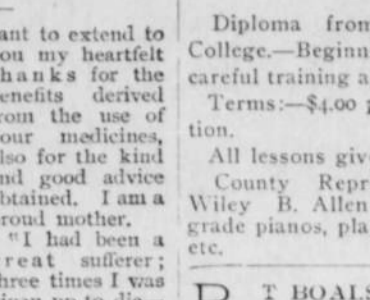 ant to extend to
ou my heartfelt
hanks for the
enefits derived
rom the use of
our medicines,
lso for the kind
nd good advice
btained. I am a
roud mother.
"I had been a
reat sufferer;
hree times I was
Diploma from
College.—Beginn
careful training a
Terms:—$4.00
tion.
All lessons giv
County Repr
Wiley B. Allen
grade pianos, pla
etc.
T BOALS